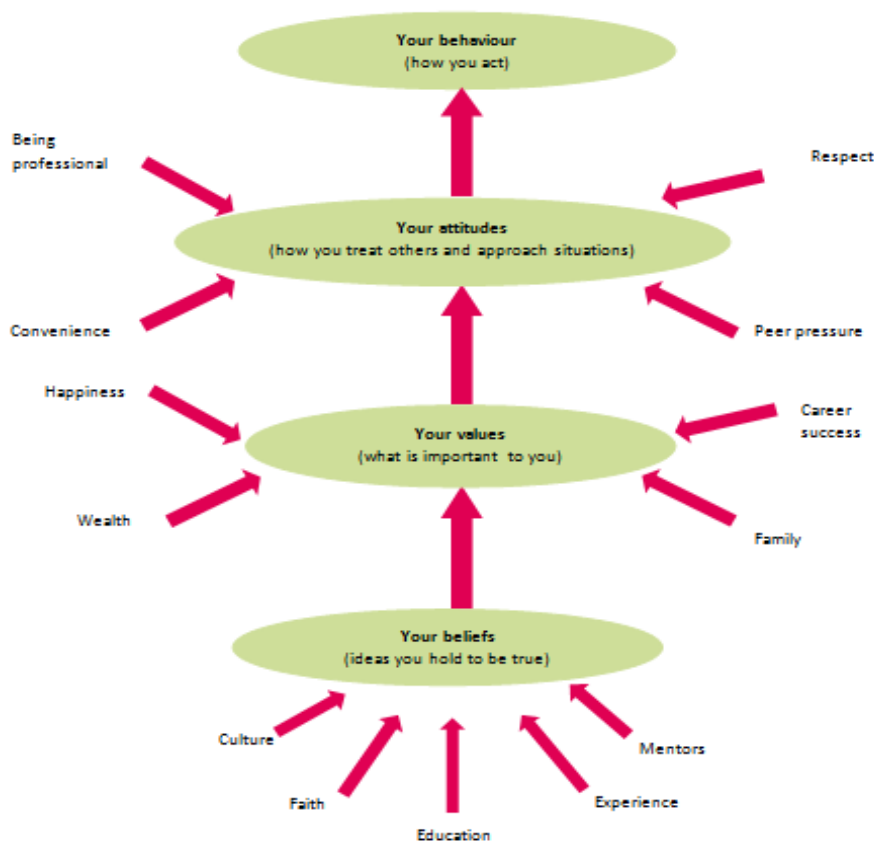 Your behaviour
(how you act)
Being
professional
Respect
Your attitudes
(how you treat others and approach situations)
Convenience
Peer pressure
Happiness
Career
success
Your values
(what is important to you)
Wealth
Family
Your beliefs
(ideas you hold to be true)
Culture
Mentors
Faith
Experience
Education